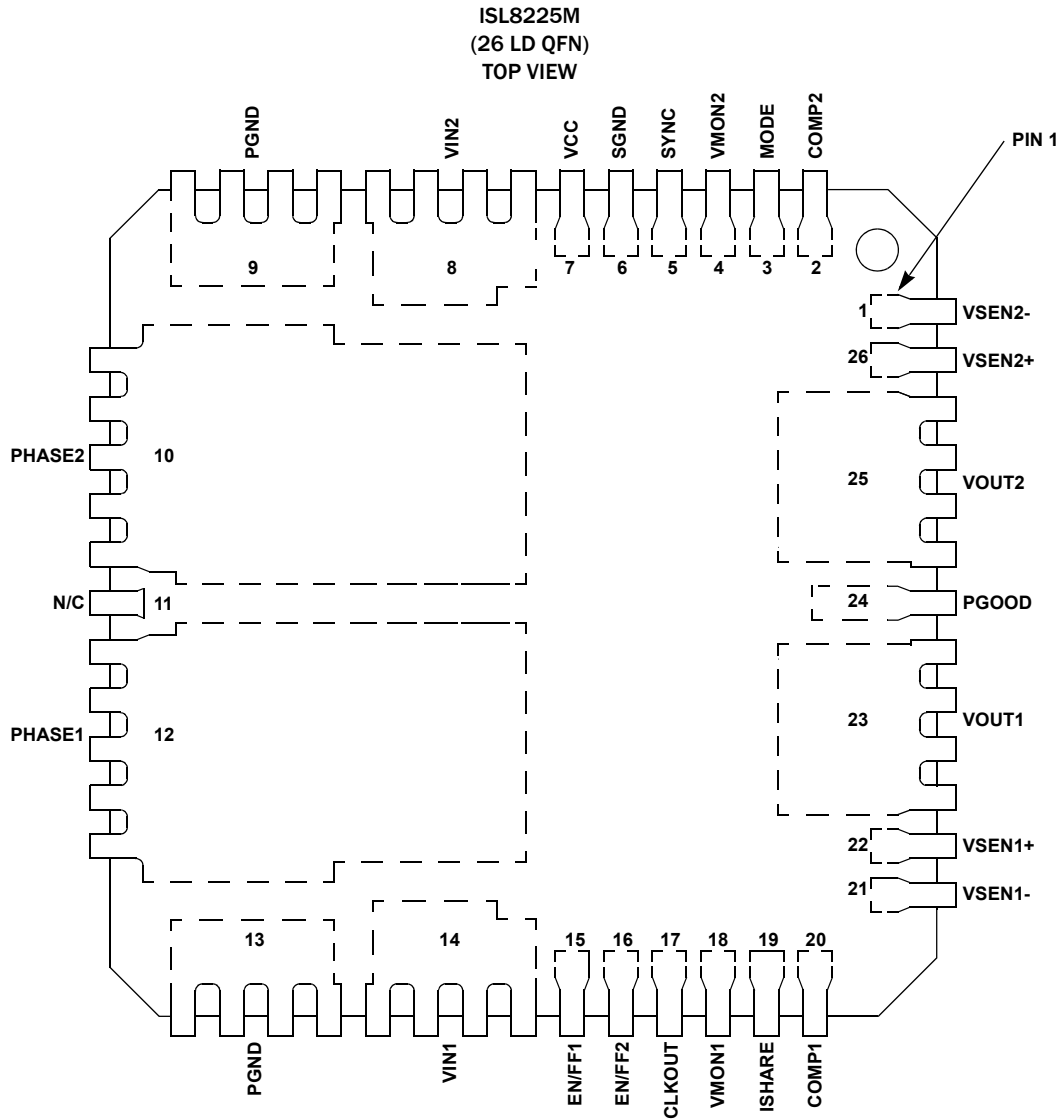 ISL8225M
(26 LD QFN)
TOP VIEW
PGND
VIN2
VCC
SGND
SYNC
VMON2
MODE
COMP2
PIN 1
9
8
7
6
5
4
3
2
1
VSEN2-
26
VSEN2+
PHASE2
10
25
VOUT2
N/C
11
24
PGOOD
PHASE1
12
23
VOUT1
22
VSEN1+
21
VSEN1-
13
14
15
16
17
18
19
20
PGND
VIN1
EN/FF1
EN/FF2
CLKOUT
VMON1
ISHARE
COMP1